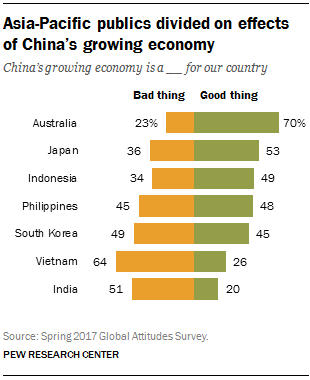 Asia-Pacific publics divided on effects
of China's growing economy
China's growing economy is a __ for our country
Bad thing Good thing
Australia 23% 70%
Japan 36 53
Indonesia 34 49
Philippines 45 48
South Korea 49 45
Vietnam 64 26
India 51 20
Source: Spring 2017 Global Attitudes Survey.
PEW RESEARCH CENTER